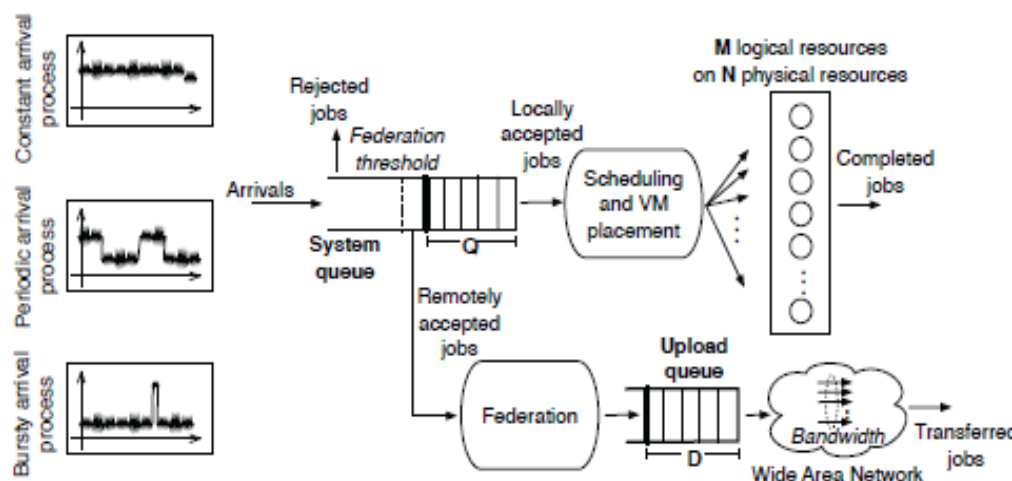 Constant arrival
process
Periodic arrival
process
Bursty arrival
process
Arrivals
Rejected
jobs
Federation
threshold
System
queue
Q
Locally
accepted
jobs
Scheduling
and VM
placement
M logical resources
on N physical resources
Completed
jobs
Remotely
accepted
jobs
Federation
Upload
queue
D
Bandwidth
Wide Area Network
Transferred
jobs